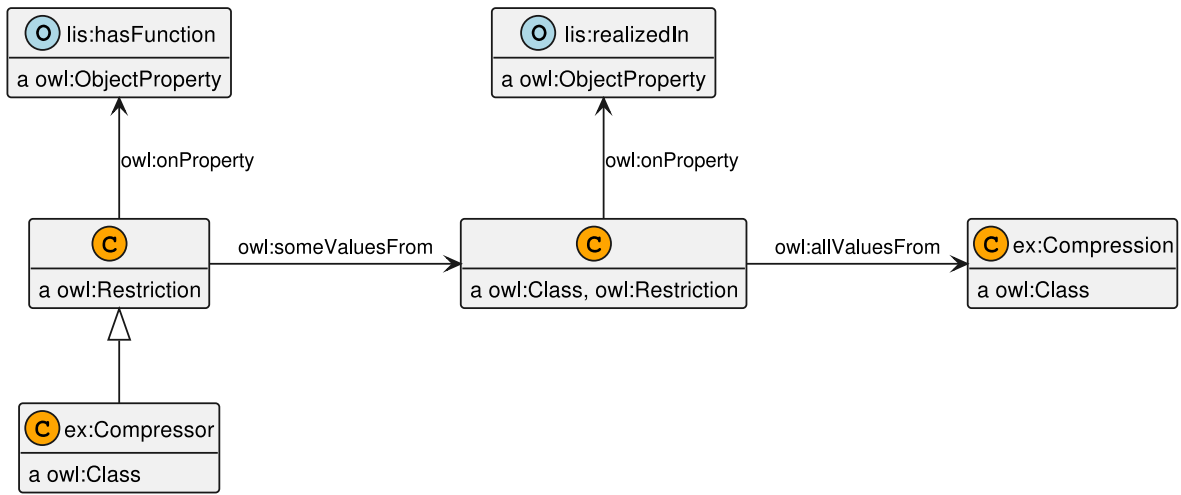 O lis:hasFunction
a owl:ObjectProperty
O lis:realizedIn
a owl:ObjectProperty
owl:onProperty
owl:onProperty
C
a owl:Restriction
owl:someValuesFrom
C
a owl:Class, owl:Restriction
owl:allValuesFrom
C ex:Compression
a owl:Class
C ex:Compressor
a owl:Class